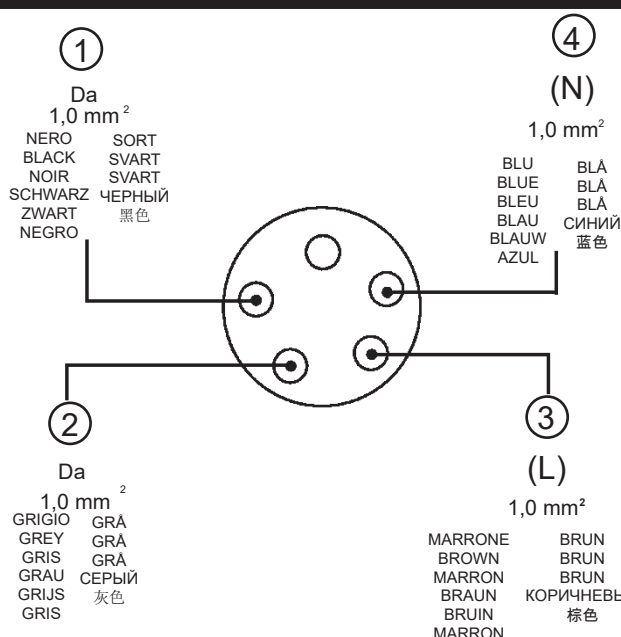 1
Da
1,0 mm²
NERO SORT
BLACK SVART
NOIR SVART
SCHWARZ ЧЕРНЫЙ
ZWART 黑色
NEGRO
4
(N)
1,0 mm²
BLU BLÅ
BLUE BLÅ
BLEU BLÅ
BLAU СИНИЙ
BLAUW 蓝色
AZUL
2
Da
1,0 mm²
GRIGIO GRÅ
GREY GRÅ
GRIS GRÅ
GRAU СЕРЫЙ
GRIJS 灰色
GRIS
3
(L)
1,0 mm²
MARRONE BRUN
BROWN BRUN
MARRON BRUN
BRAUN КОРИЧНЕВЫ
BRUIN 棕色
MARRON